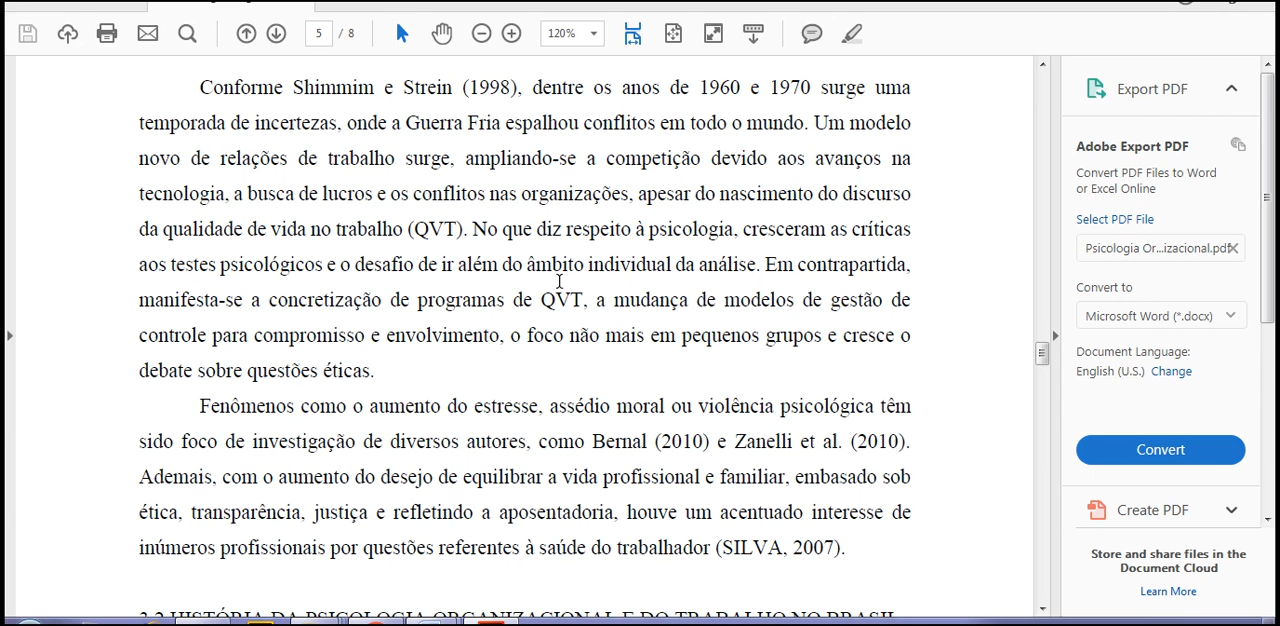 5 / 8
120%
Conforme Shimmim e Strein (1998), dentre os anos de 1960 e 1970 surge uma
temporada de incertezas, onde a Guerra Fria espalhou conflitos em todo o mundo. Um modelo
novo de relações de trabalho surge, ampliando-se a competição devido aos avanços na
tecnologia, a busca de lucros e os conflitos nas organizações, apesar do nascimento do discurso
da qualidade de vida no trabalho (QVT). No que diz respeito à psicologia, cresceram as críticas
aos testes psicológicos e o desafio de ir além do âmbito individual da análise. Em contrapartida,
manifesta-se a concretização de programas de QVT, a mudança de modelos de gestão de
controle para compromisso e envolvimento, o foco não mais em pequenos grupos e cresce o
debate sobre questões éticas.
Fenômenos como o aumento do estresse, assédio moral ou violência psicológica têm
sido foco de investigação de diversos autores, como Bernal (2010) e Zanelli et al. (2010).
Ademais, com o aumento do desejo de equilibrar a vida profissional e familiar, embasado sob
ética, transparência, justiça e refletindo a aposentadoria, houve um acentuado interesse de
inúmeros profissionais por questões referentes à saúde do trabalhador (SILVA, 2007).
3.2 HISTÓRIA DA PSICOLOGIA ORGANIZACIONAL E DO TRABALHO NO BRASIL
Export PDF
Adobe Export PDF
Convert PDF Files to Word
or Excel Online
Select PDF File
Psicologia Or...izacional.pdf
Convert to
Microsoft Word (*.docx)
Document Language:
English (U.S.) Change
Convert
Create PDF
Store and share files in the
Document Cloud
Learn More